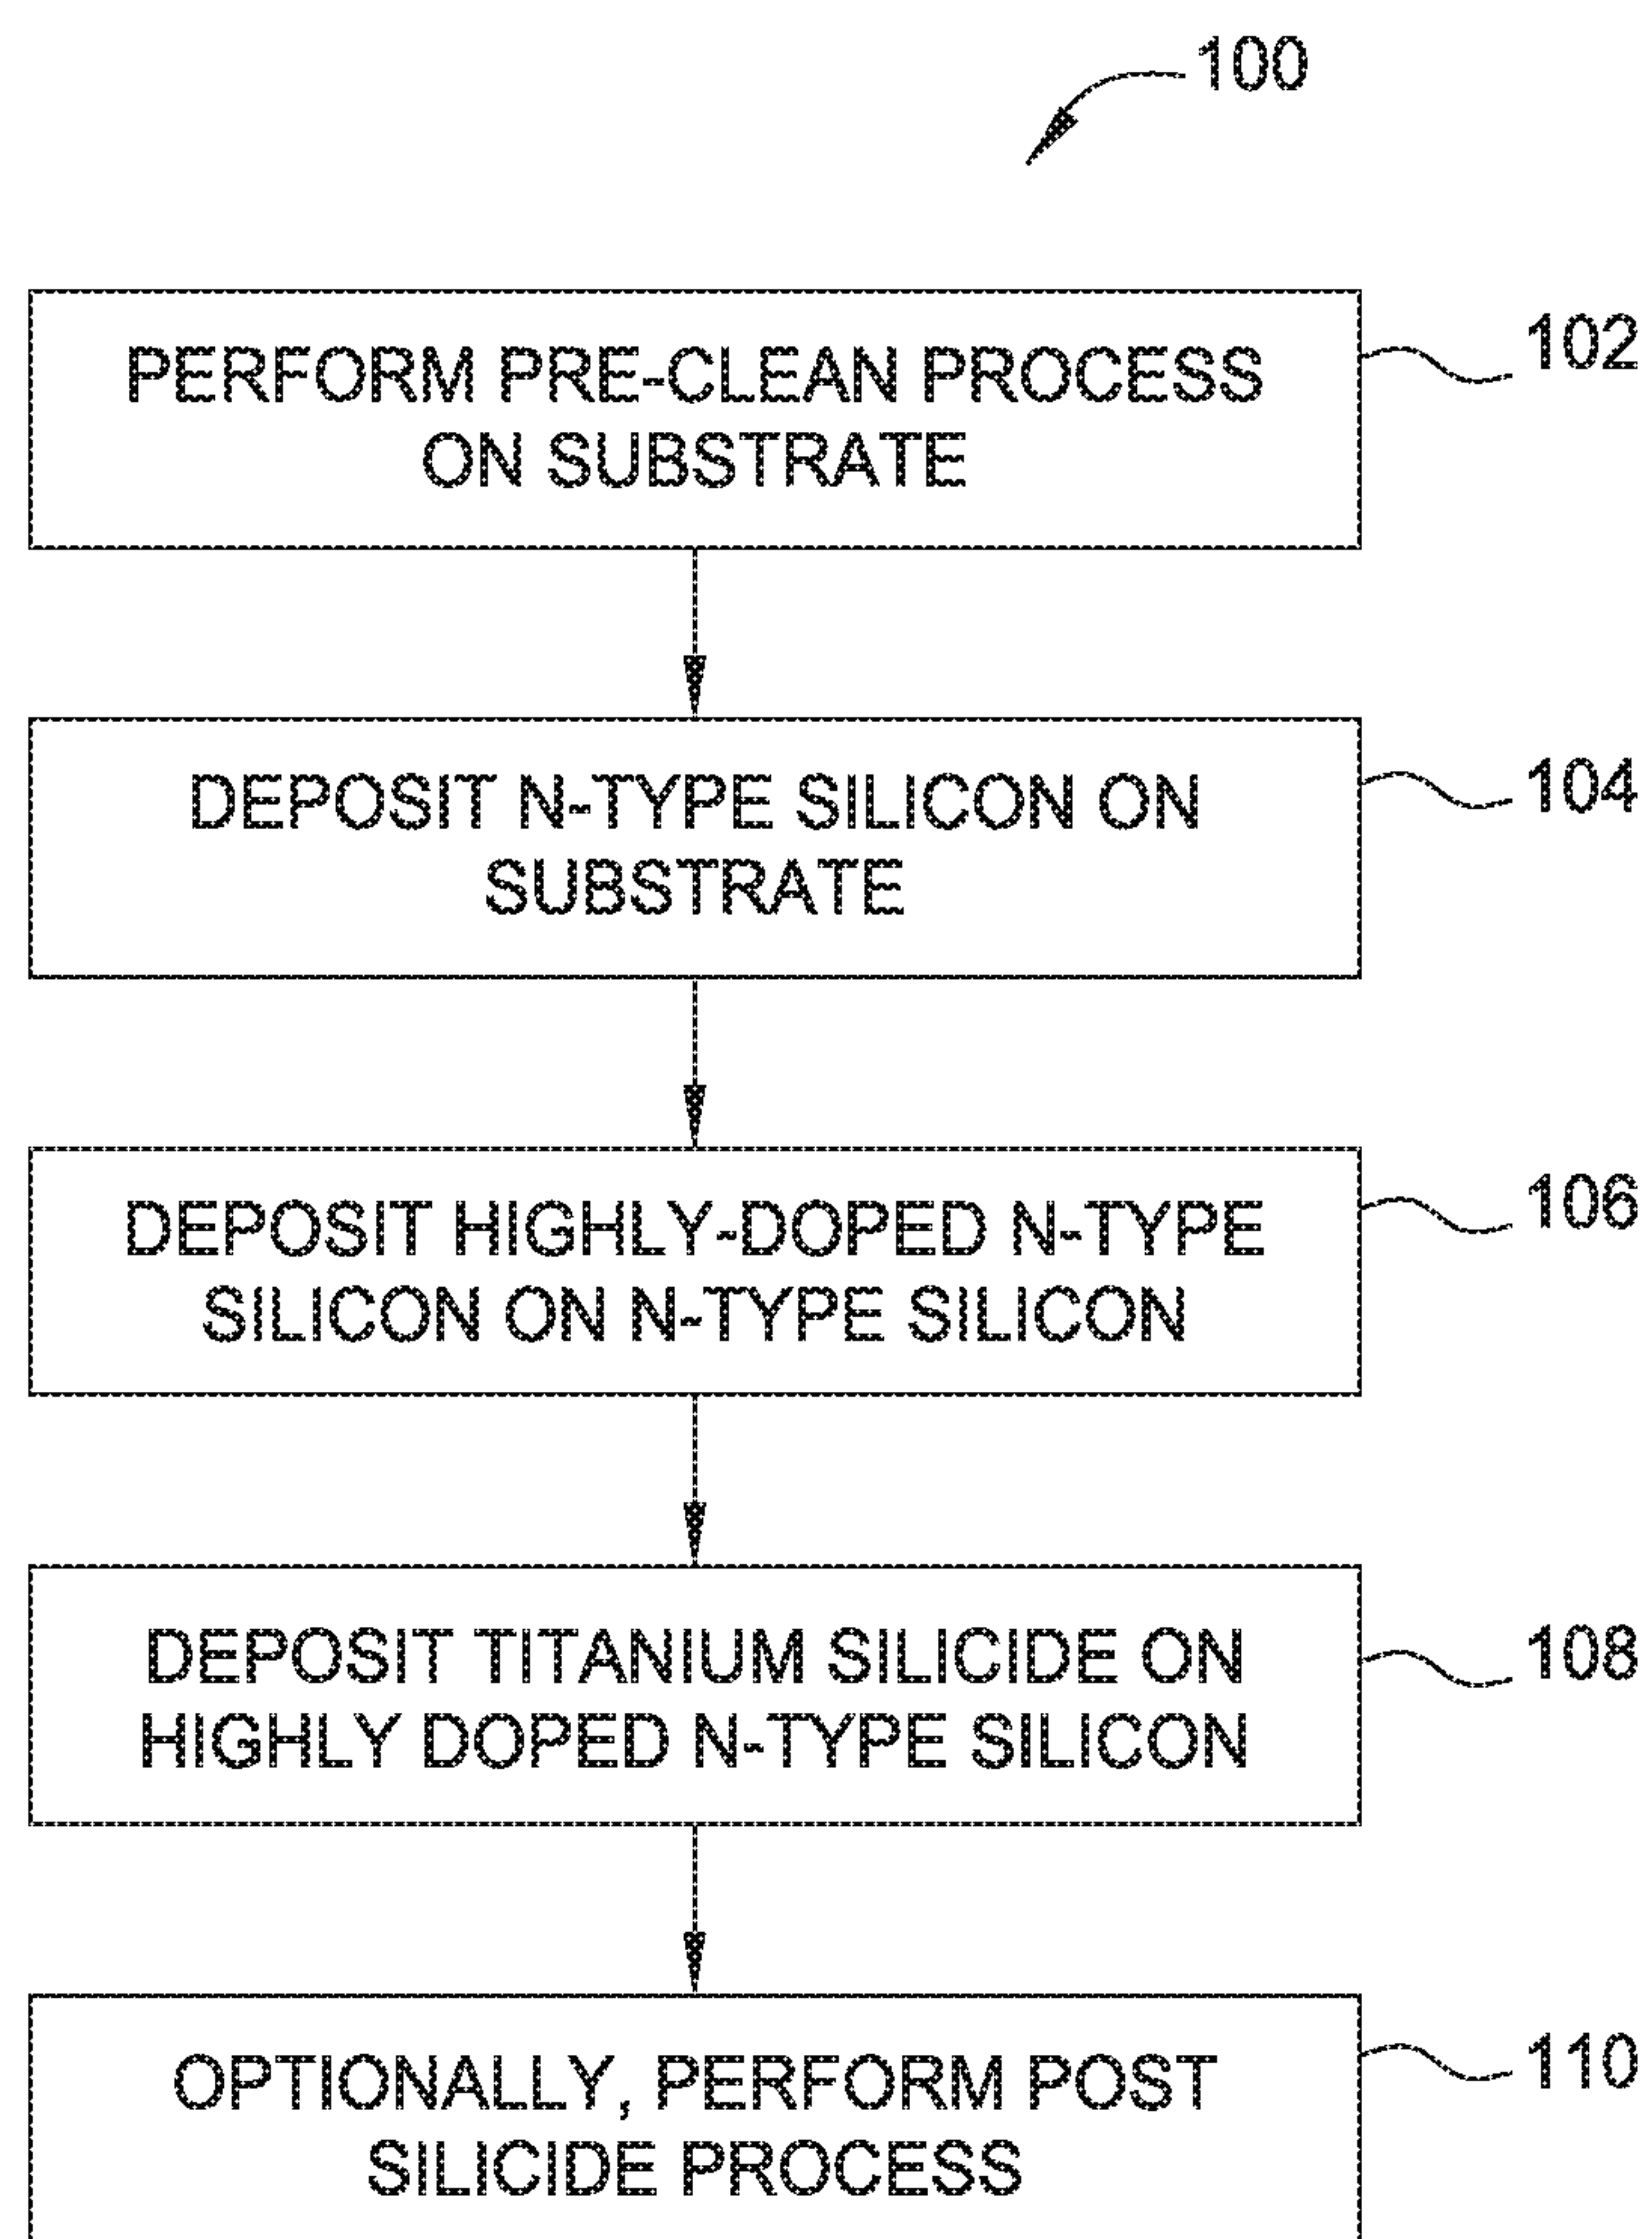 100
PERFORM PRE-CLEAN PROCESS
ON SUBSTRATE
102
DEPOSIT N-TYPE SILICON ON
SUBSTRATE
104
DEPOSIT HIGHLY-DOPED N-TYPE
SILICON ON N-TYPE SILICON
106
DEPOSIT TITANIUM SILICIDE ON
HIGHLY DOPED N-TYPE SILICON
108
OPTIONALLY, PERFORM POST
SILICIDE PROCESS
110